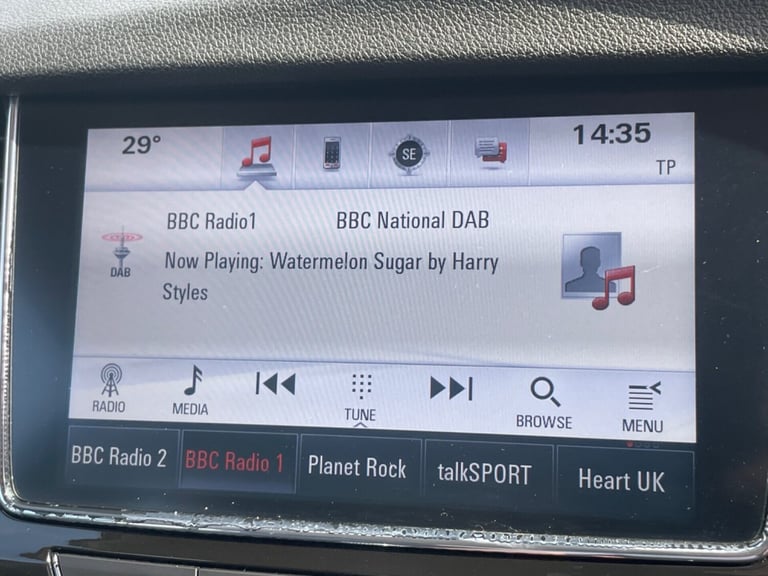 29° 14:35
SE
TP
BBC Radio1 BBC National DAB
DAB
Now Playing: Watermelon Sugar by Harry
Styles
RADIO MEDIA TUNE BROWSE MENU
BBC Radio 2 BBC Radio 1 Planet Rock talkSPORT Heart UK